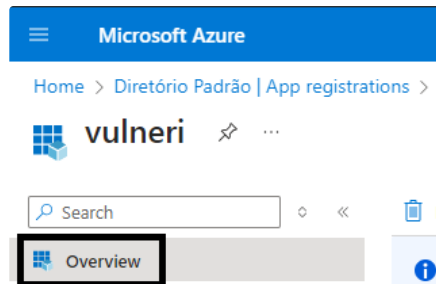 Microsoft Azure
Home > Diretório Padrão | App registrations >
vulneri
Search
Overview